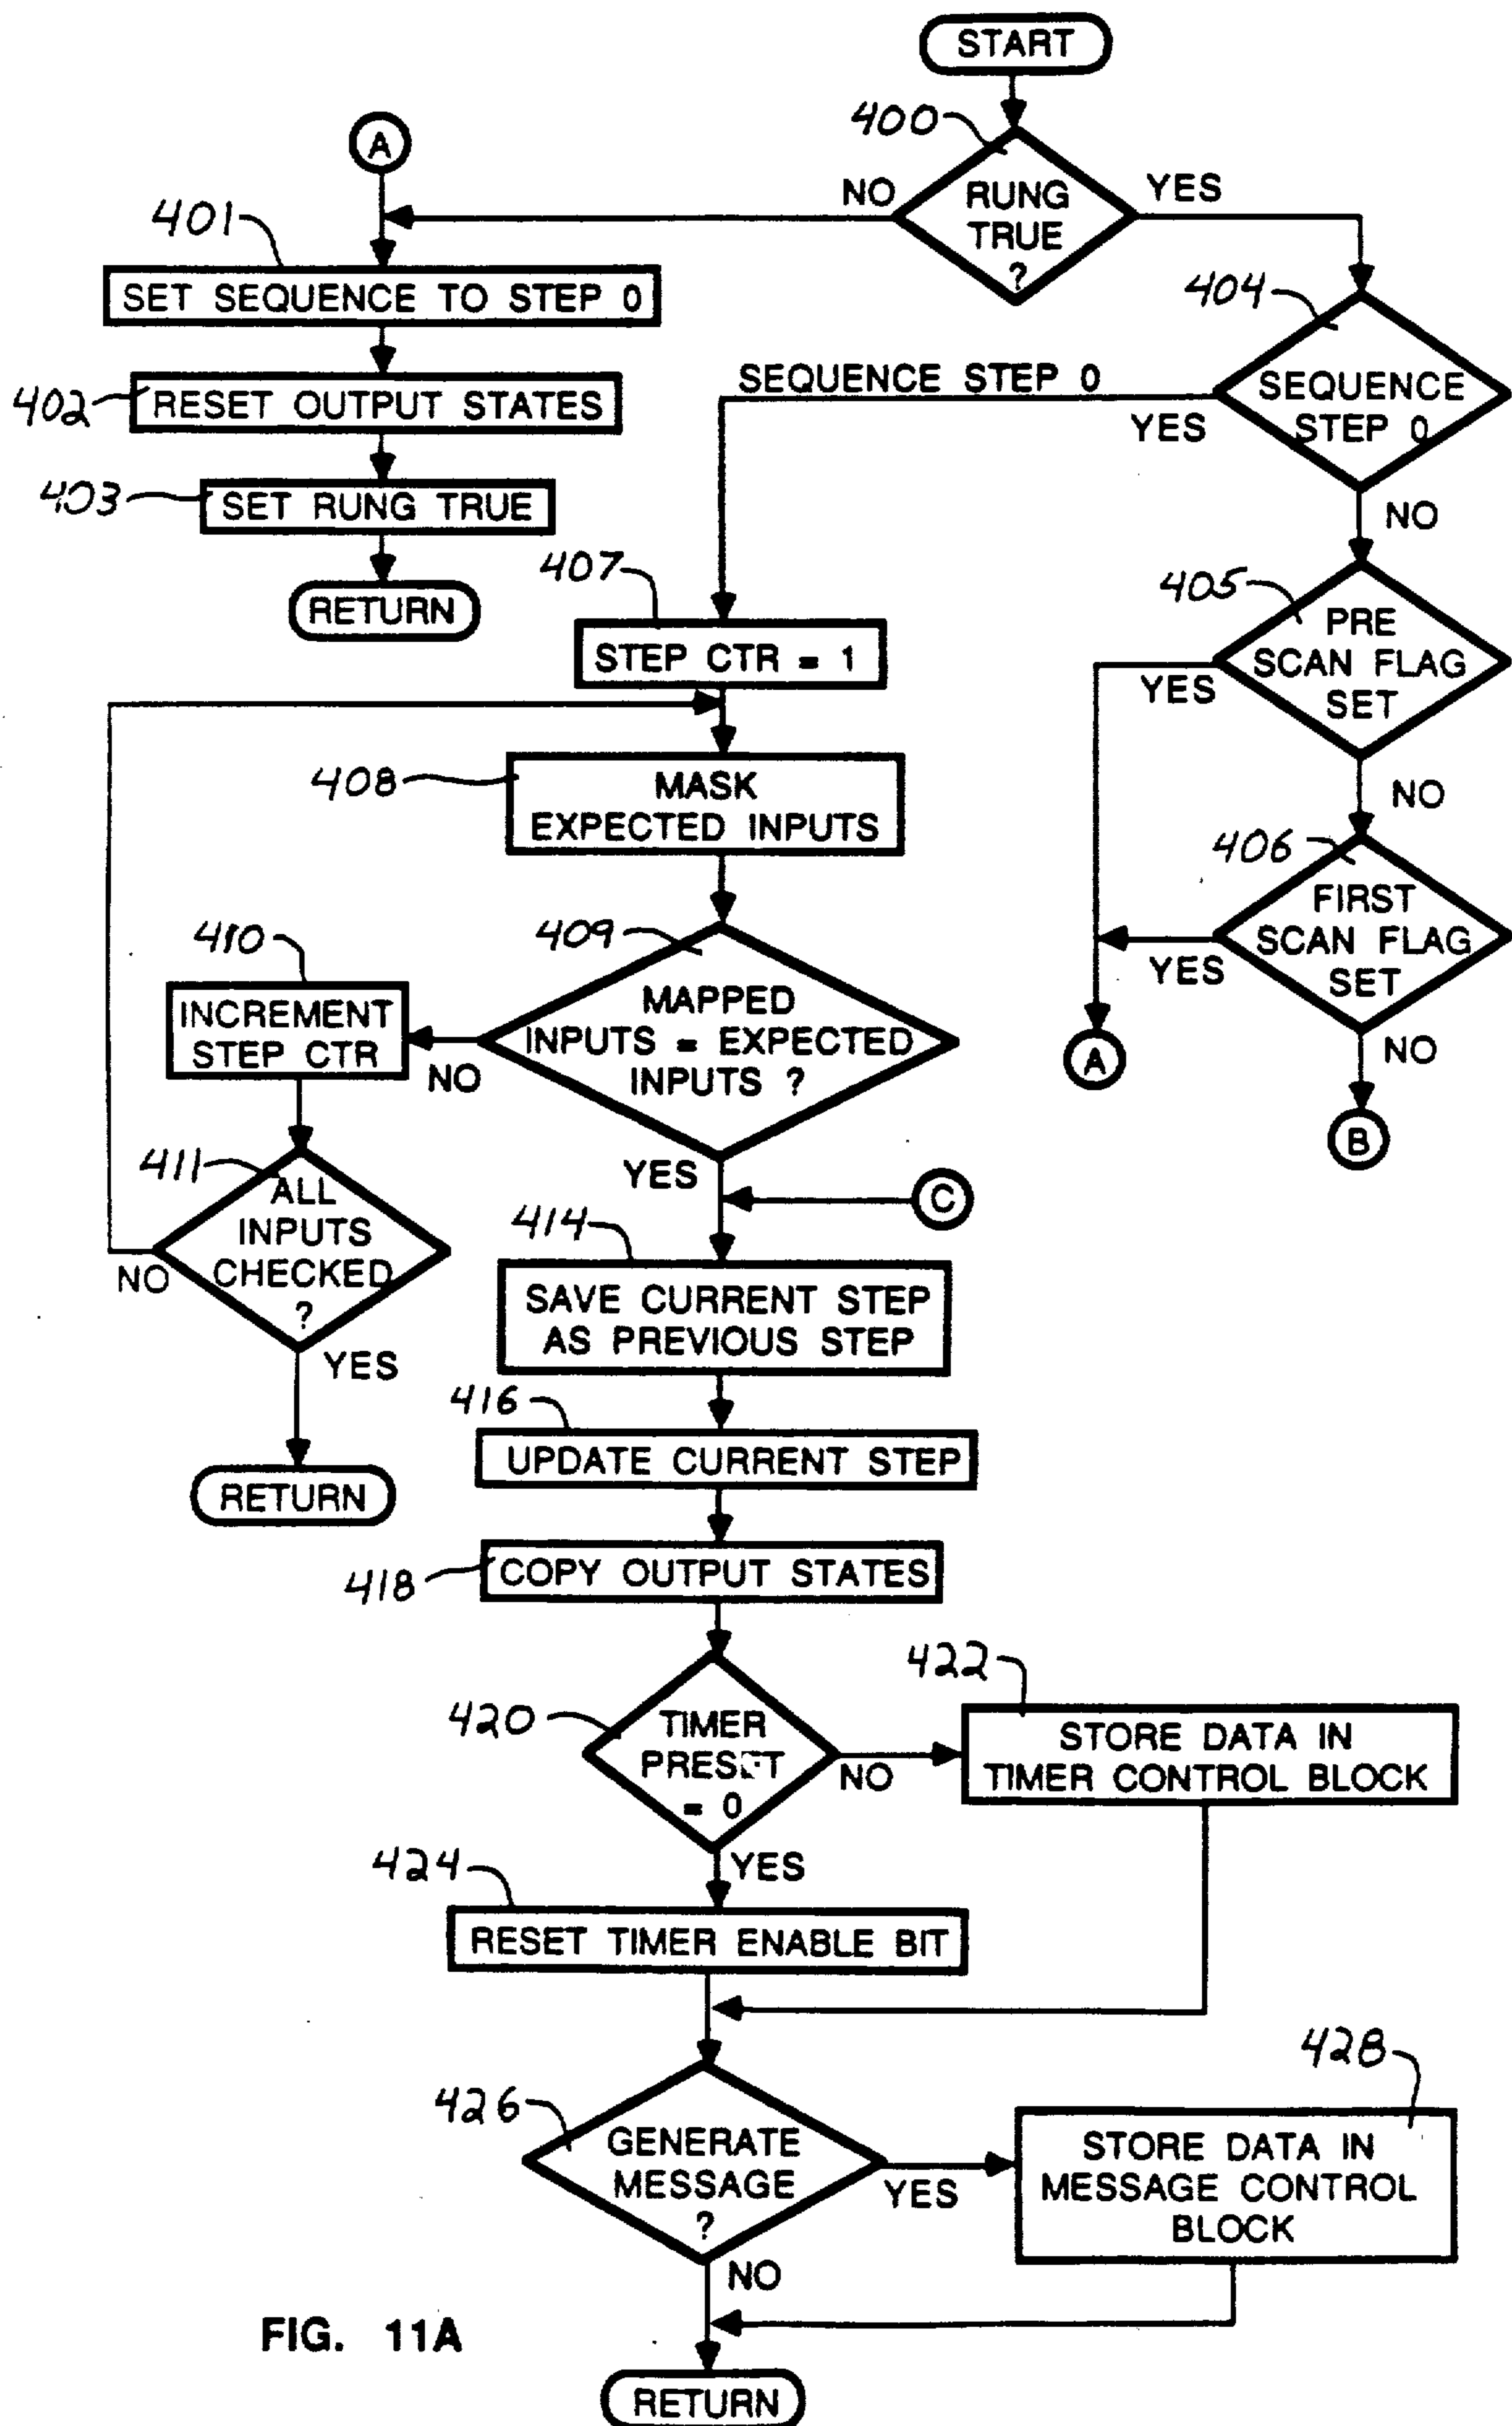 START
400
RUNG
TRUE
?
NO
YES
A
401
SET SEQUENCE TO STEP 0
402
RESET OUTPUT STATES
403
SET RUNG TRUE
RETURN
404
SEQUENCE
STEP 0
SEQUENCE STEP 0
YES
NO
405
PRE
SCAN FLAG
SET
YES
NO
406
FIRST
SCAN FLAG
SET
YES
NO
A
B
407
STEP CTR = 1
408
MASK
EXPECTED INPUTS
409
MAPPED
INPUTS = EXPECTED
INPUTS ?
NO
YES
410
INCREMENT
STEP CTR
411
ALL
INPUTS
CHECKED
?
NO
YES
RETURN
C
414
SAVE CURRENT STEP
AS PREVIOUS STEP
416
UPDATE CURRENT STEP
418
COPY OUTPUT STATES
420
TIMER
PRESET
= 0
NO
YES
422
STORE DATA IN
TIMER CONTROL BLOCK
424
RESET TIMER ENABLE BIT
426
GENERATE
MESSAGE
?
YES
NO
428
STORE DATA IN
MESSAGE CONTROL
BLOCK
RETURN
FIG. 11A